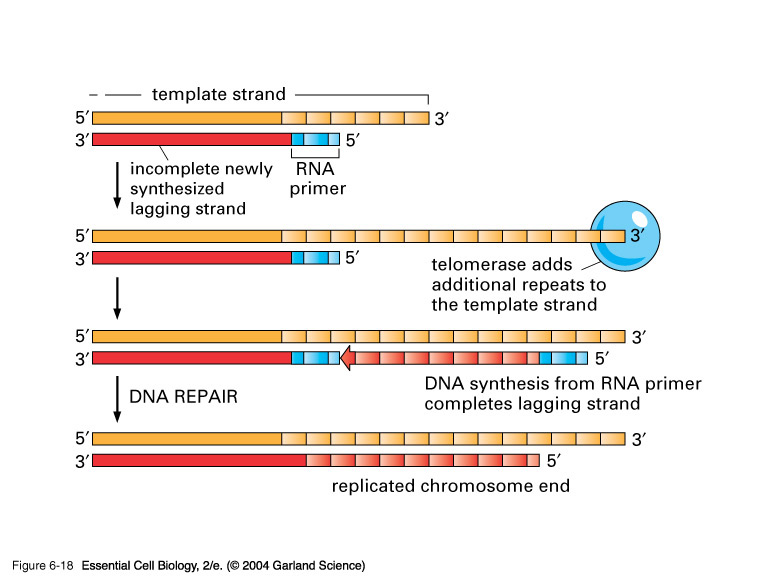 template strand
5′ 3′
3′ 5′
incomplete newly
synthesized
lagging strand
RNA
primer
5′ 3′
3′ 5′
telomerase adds
additional repeats to
the template strand
5′ 3′
3′ 5′
DNA synthesis from RNA primer
completes lagging strand
DNA REPAIR
5′ 3′
3′ 5′
replicated chromosome end
Figure 6-18 Essential Cell Biology, 2/e. (© 2004 Garland Science)